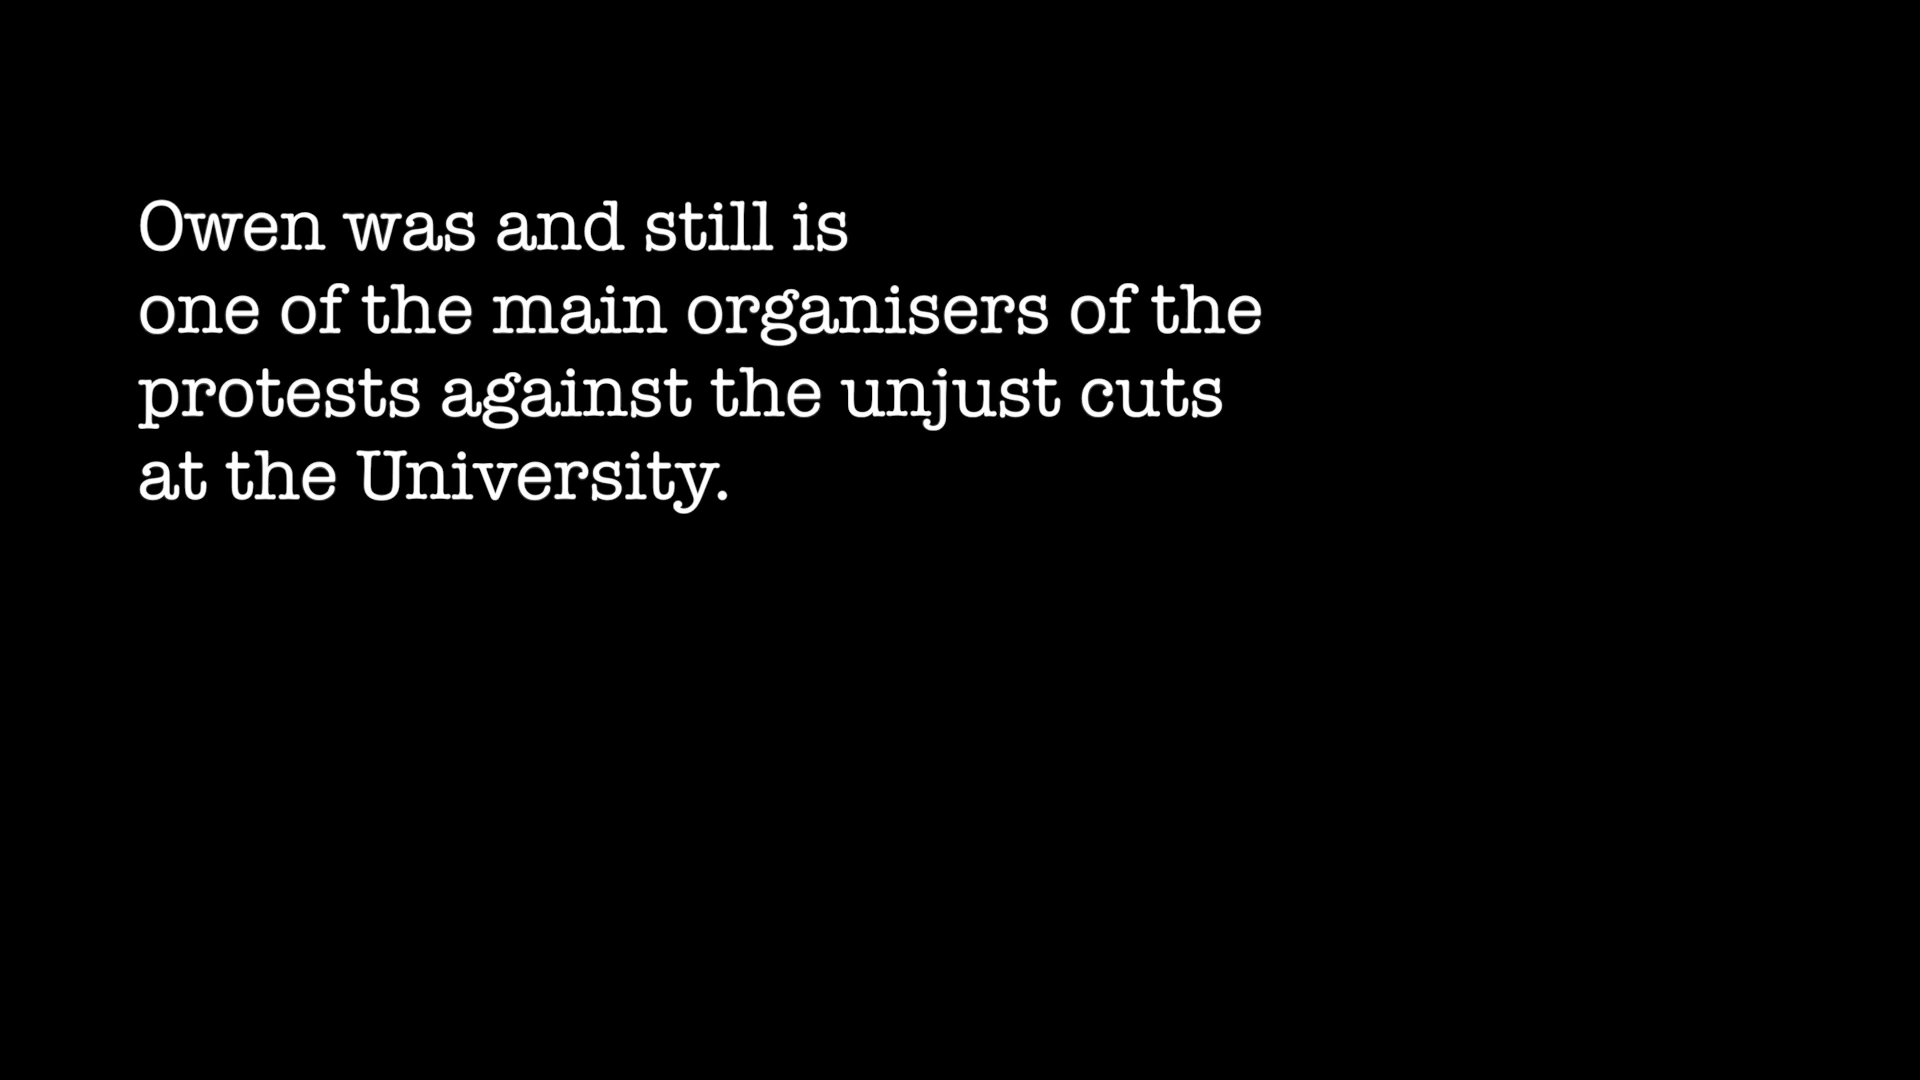 Owen was and still is
one of the main organisers of the
protests against the unjust cuts
at the University.